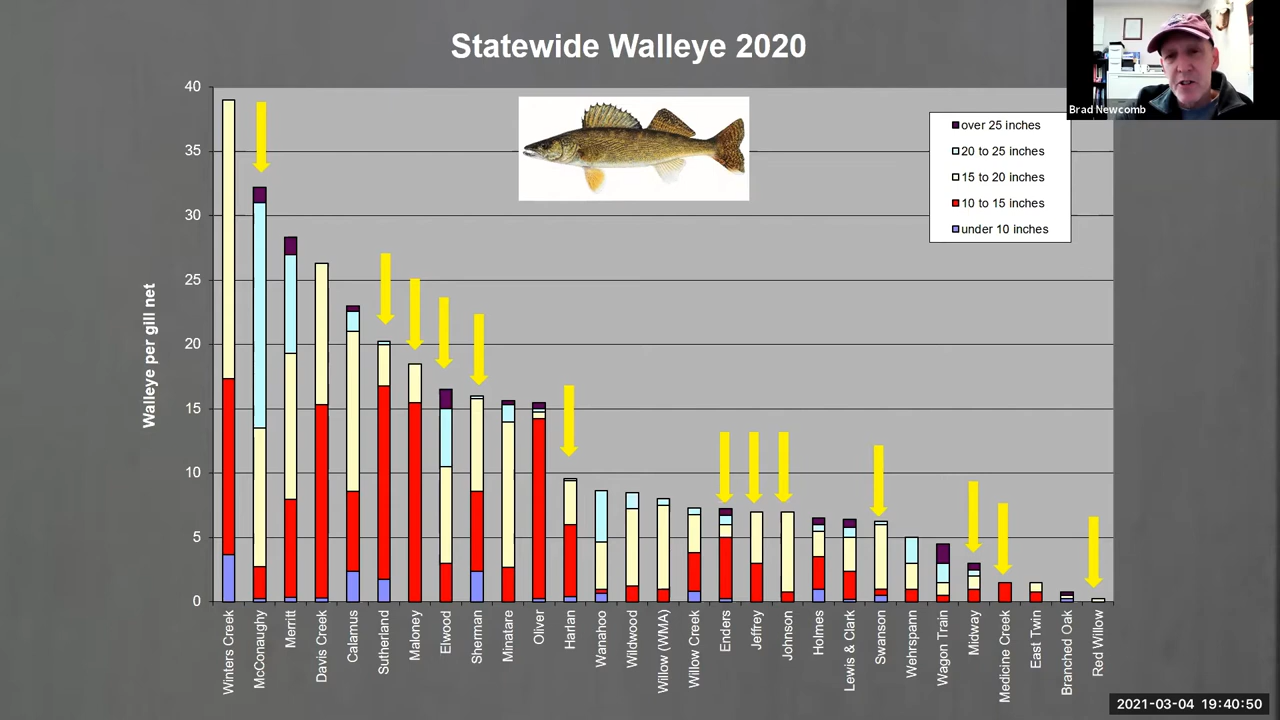 Statewide Walleye 2020
Brad Newcomb
over 25 inches
20 to 25 inches
15 to 20 inches
10 to 15 inches
under 10 inches
Walleye per gill net
40
35
30
25
20
15
10
5
0
Winters Creek
McConaughy
Merritt
Davis Creek
Calamus
Sutherland
Maloney
Elwood
Sherman
Minatare
Oliver
Harlan
Wanahoo
Wildwood
Willow (WMA)
Willow Creek
Enders
Jeffrey
Johnson
Holmes
Lewis & Clark
Swanson
Wehrspann
Wagon Train
Midway
Medicine Creek
East Twin
Branched Oak
Red Willow
2021-03-04 19:40:50